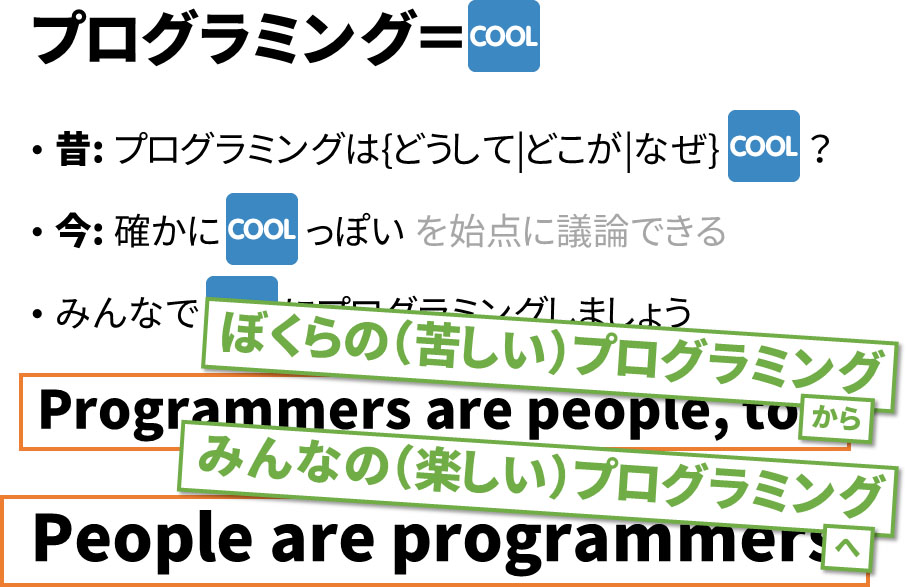 プログラミング=COOL
• 昔: プログラミングは{どうして|どこが|なぜ} COOL ?
• 今: 確かに COOL っぽい を始点に議論できる
• みんなで にプログラミングしましょう
ぼくらの(苦しい)プログラミング
から
Programmers are people, to
みんなの(楽しい)プログラミング
へ
People are programmers